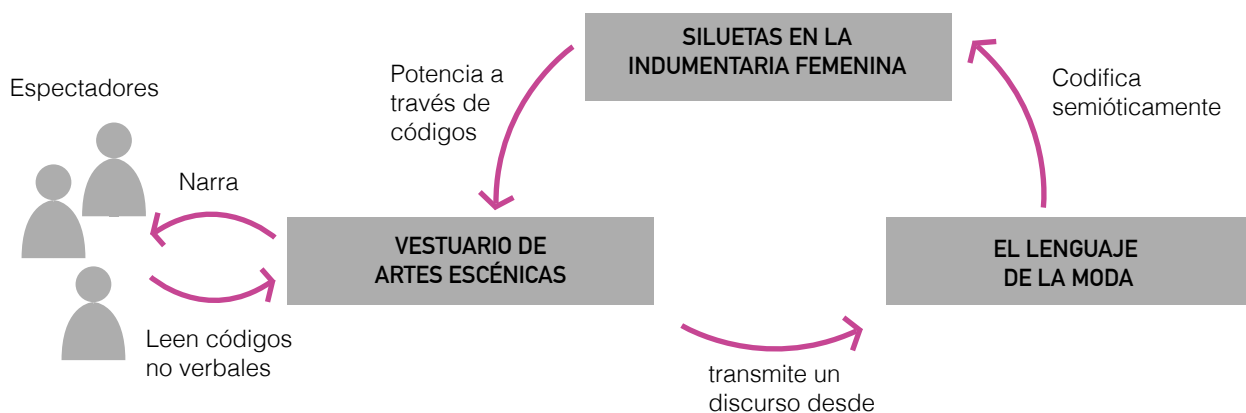 SILUETAS EN LA
INDUMENTARIA FEMENINA
Potencia a
través de
códigos
Codifica
semióticamente
Espectadores
Narra
VESTUARIO DE
ARTES ESCÉNICAS
EL LENGUAJE
DE LA MODA
Leen códigos
no verbales
transmite un
discurso desde